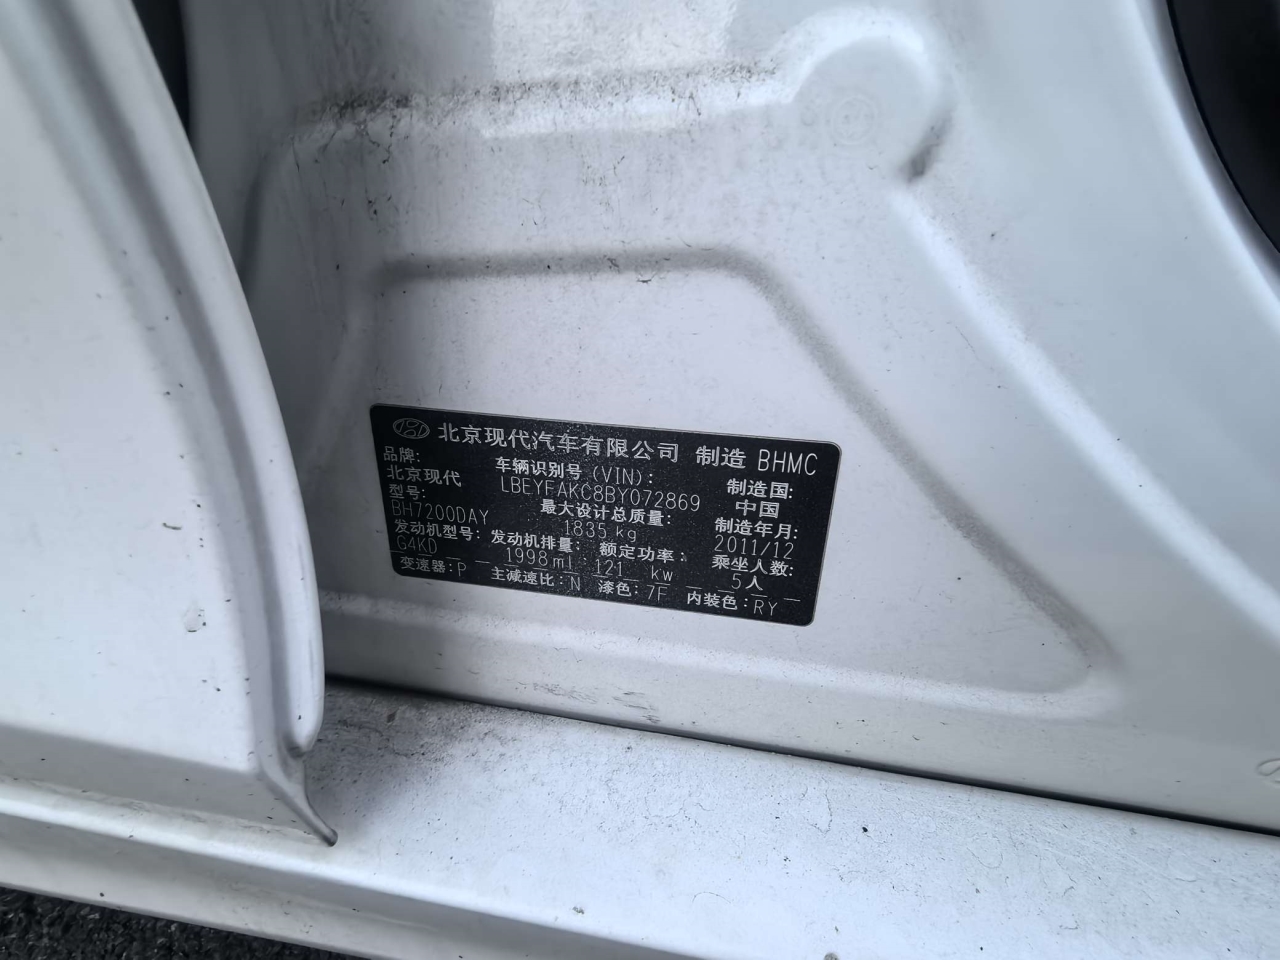 北京现代汽车有限公司 制造 BHMC
品牌: 车辆识别号 (VIN): 制造国:
北京现代 LBEYFAKC8BY072869 中国
型号: 最大设计总质量: 制造年月:
BH7200DAY 1835 kg 2011/12
发动机型号: 发动机排量: 额定功率: 乘坐人数:
G4KD 1998ml 121 kw 5人
变速器:P 主减速比:N 漆色:7F 内装色:RY